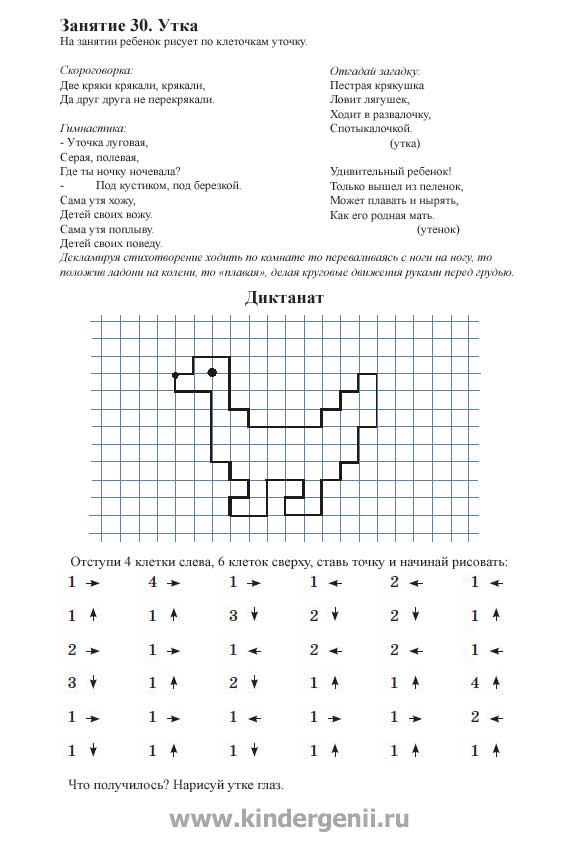 Занятие 30. Утка
На занятии ребенок рисует по клеточкам уточку.
Скороговорка:
Две кряки крякали, крякали,
Да друг друга не перекрякали.
Гимнастика:
- Уточка луговая,
Серая, полевая,
Где ты ночку ночевала?
- Под кустиком, под березкой.
Сама утя хожу,
Детей своих вожу.
Сама утя поплыву.
Детей своих поведу.
Отгадай загадку:
Пестрая крякушка
Ловит лягушек,
Ходит в развалочку,
Спотыкалочкой.
(утка)
Удивительный ребенок!
Только вышел из пеленок,
Может плавать и нырять,
Как его родная мать.
(утенок)
Декламируя стихотворение ходить по комнате то переваливаясь с ноги на ногу, то
положив ладони на колени, то «плавая», делая круговые движения руками перед грудью.
Диктанат
Отступи 4 клетки слева, 6 клеток сверху, ставь точку и начинай рисовать:
1 → 4 → 1 → 1 ← 2 ← 1 ←
1 ↑ 1 ↑ 3 ↓ 2 ↓ 2 ↓ 1 ↑
2 → 1 → 1 ← 2 ← 2 ← 1 ←
3 ↓ 1 ↑ 2 ↓ 1 ↑ 1 ↑ 4 ↑
1 → 1 → 1 ← 1 → 1 → 2 ←
1 ↓ 1 ↑ 1 ↓ 1 ↑ 1 ↑ 1 ↑
Что получилось? Нарисуй утке глаз.
www.kindergenii.ru